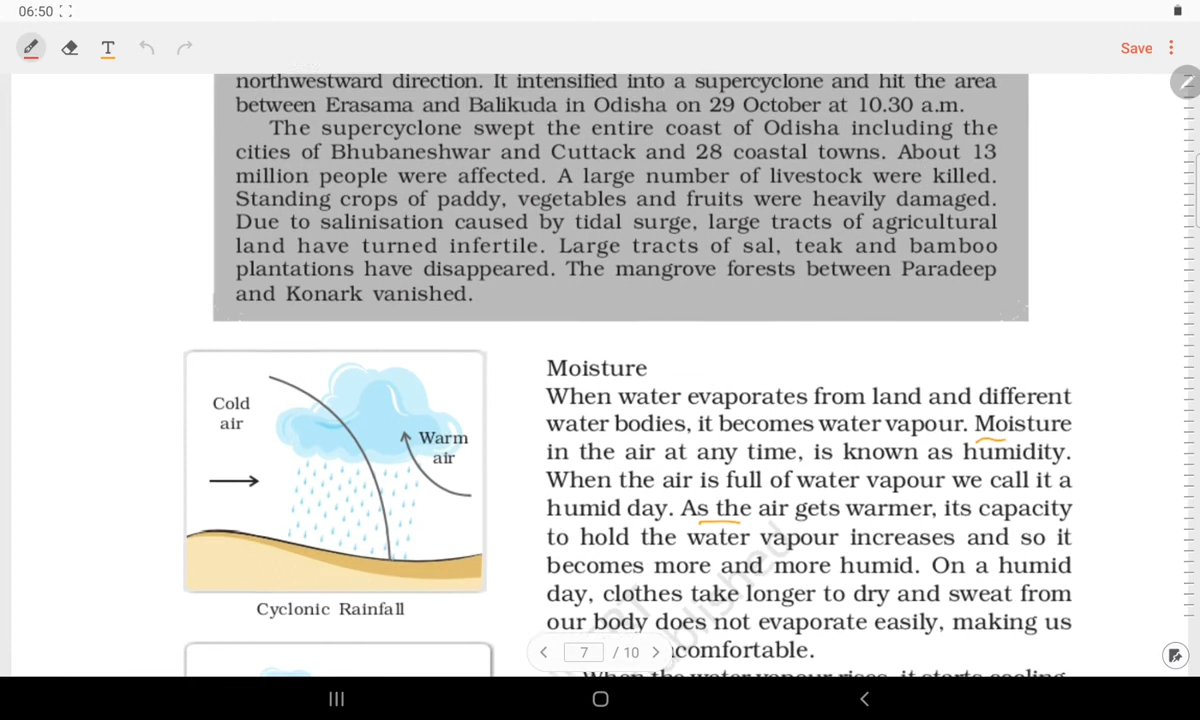 06:50
T
Save
northwestward direction. It intensified into a supercyclone and hit the area
between Erasama and Balikuda in Odisha on 29 October at 10.30 a.m.
The supercyclone swept the entire coast of Odisha including the
cities of Bhubaneshwar and Cuttack and 28 coastal towns. About 13
million people were affected. A large number of livestock were killed.
Standing crops of paddy, vegetables and fruits were heavily damaged.
Due to salinisation caused by tidal surge, large tracts of agricultural
land have turned infertile. Large tracts of sal, teak and bamboo
plantations have disappeared. The mangrove forests between Paradeep
and Konark vanished.
Cold
air
Warm
air
Cyclonic Rainfall
Moisture
When water evaporates from land and different
water bodies, it becomes water vapour. Moisture
in the air at any time, is known as humidity.
When the air is full of water vapour we call it a
humid day. As the air gets warmer, its capacity
to hold the water vapour increases and so it
becomes more and more humid. On a humid
day, clothes take longer to dry and sweat from
our body does not evaporate easily, making us
comfortable.
When the water vapour rises, it starts cooling.
7 / 10